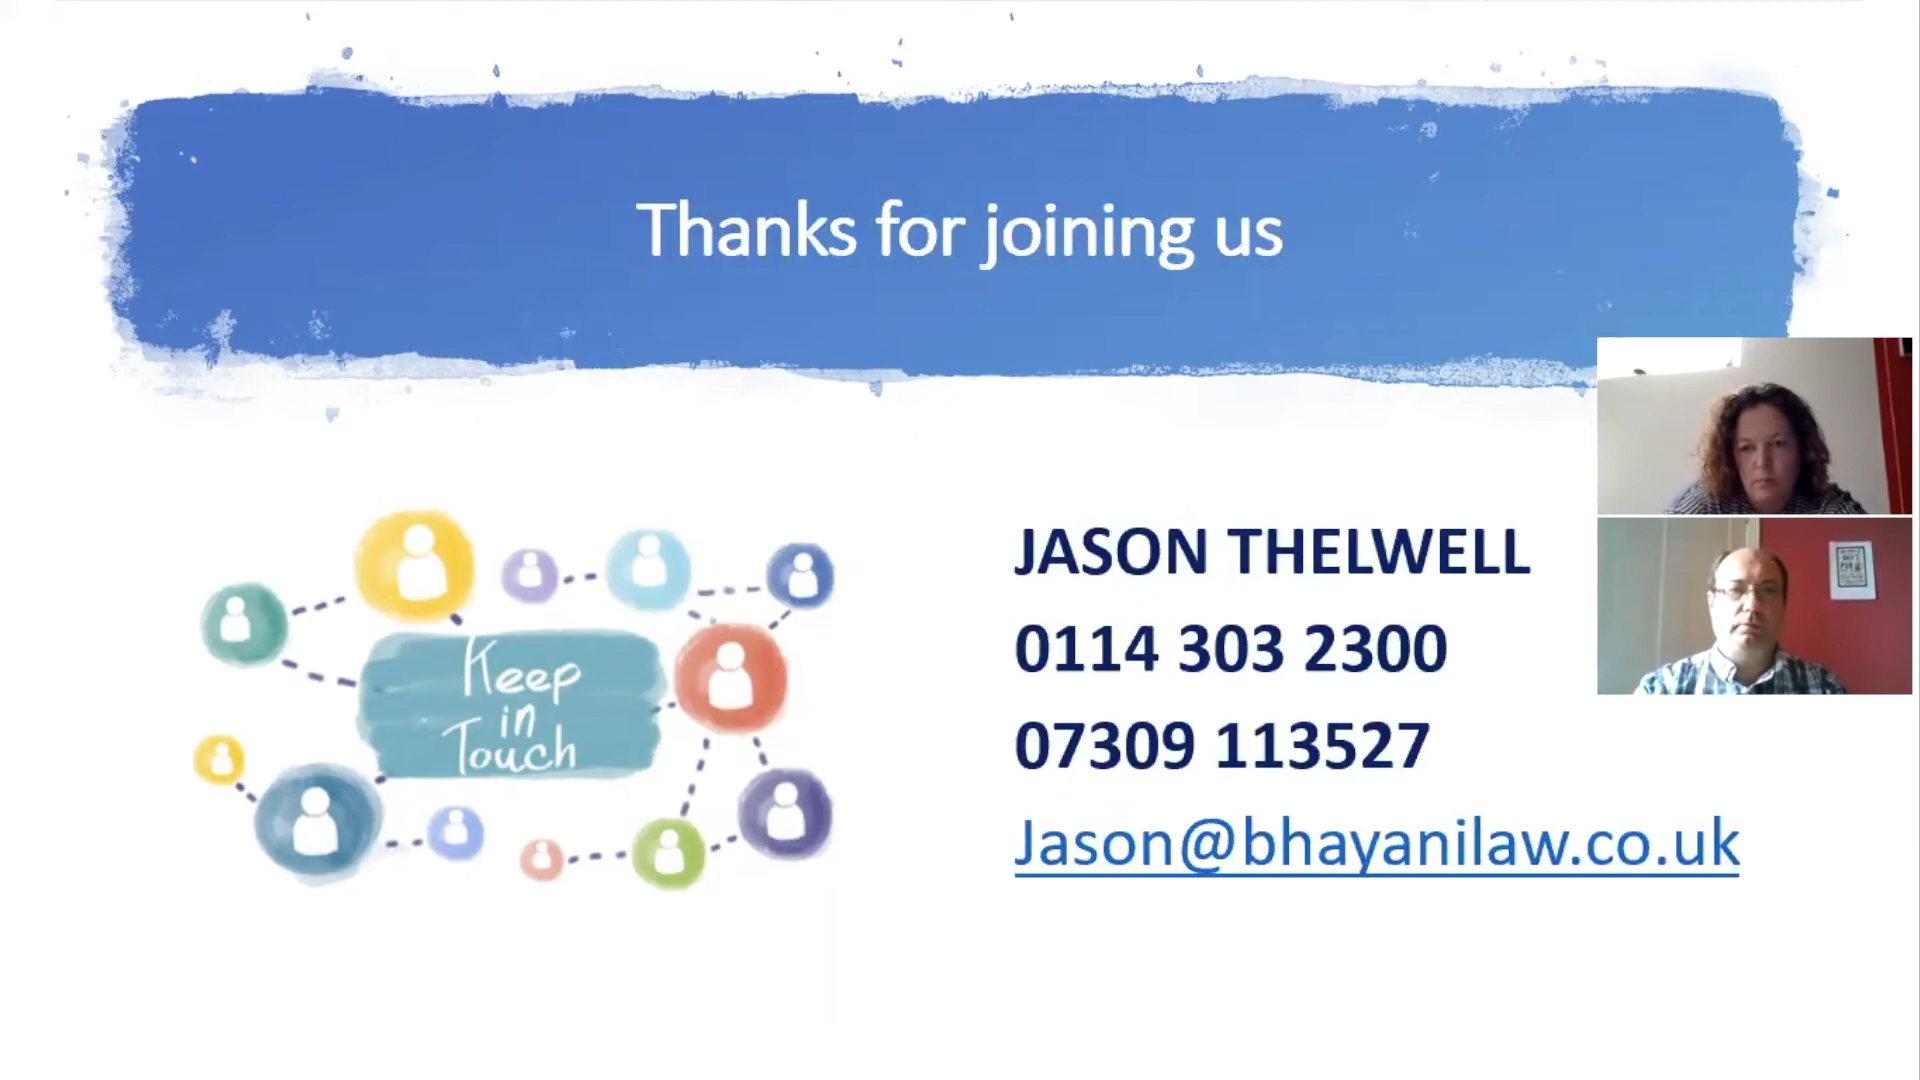 Thanks for joining us
Keep
in
Touch
JASON THELWELL
0114 303 2300
07309 113527
Jason@bhayanilaw.co.uk